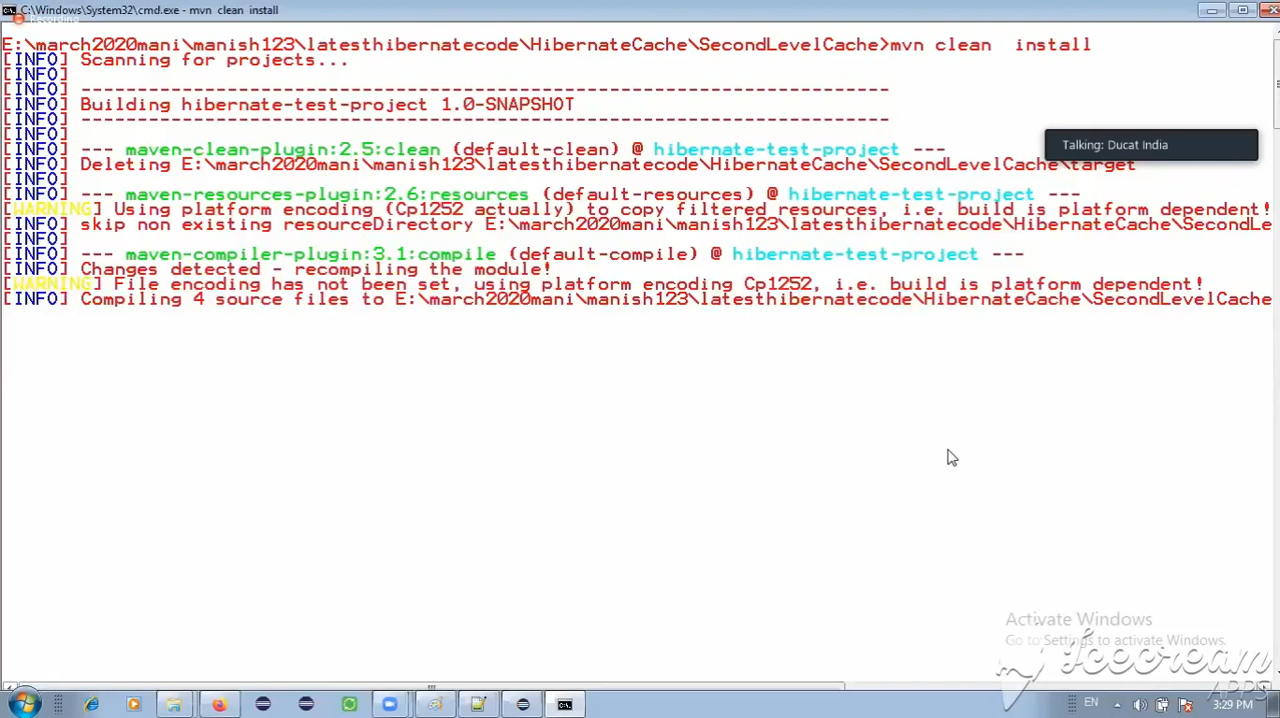 C:\Windows\System32\cmd.exe - mvn clean install
Recording
E:\march2020mani\manish123\latesthibernatecode\HibernateCache\SecondLevelCache>mvn clean  install
[INFO] Scanning for projects...
[INFO]
[INFO] ------------------------------------------------------------------------
[INFO] Building hibernate-test-project 1.0-SNAPSHOT
[INFO] ------------------------------------------------------------------------
[INFO]
[INFO] --- maven-clean-plugin:2.5:clean (default-clean) @ hibernate-test-project ---
Talking: Ducat India
[INFO] Deleting E:\march2020mani\manish123\latesthibernatecode\HibernateCache\SecondLevelCache\target
[INFO]
[INFO] --- maven-resources-plugin:2.6:resources (default-resources) @ hibernate-test-project ---
[WARNING] Using platform encoding (Cp1252 actually) to copy filtered resources, i.e. build is platform dependent!
[INFO] skip non existing resourceDirectory E:\march2020mani\manish123\latesthibernatecode\HibernateCache\SecondLe
[INFO]
[INFO] --- maven-compiler-plugin:3.1:compile (default-compile) @ hibernate-test-project ---
[INFO] Changes detected - recompiling the module!
[WARNING] File encoding has not been set, using platform encoding Cp1252, i.e. build is platform dependent!
[INFO] Compiling 4 source files to E:\march2020mani\manish123\latesthibernatecode\HibernateCache\SecondLevelCache
Activate Windows
Go to Settings to activate Windows.
Icecream
APPS
EN
3:29 PM